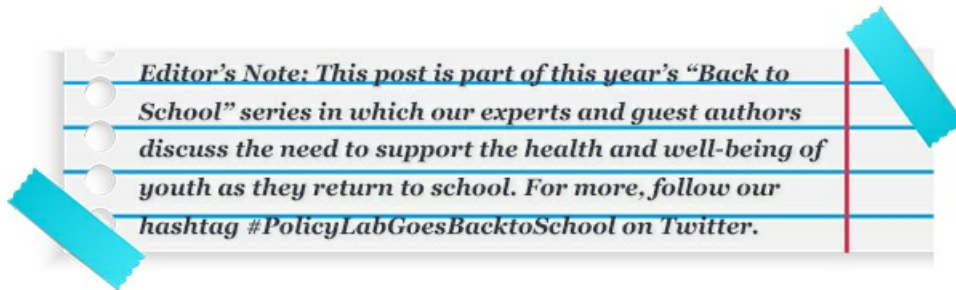 Editor's Note: This post is part of this year's “Back to
School” series in which our experts and guest authors
discuss the need to support the health and well-being of
youth as they return to school. For more, follow our
hashtag #PolicyLabGoesBacktoSchool on Twitter.